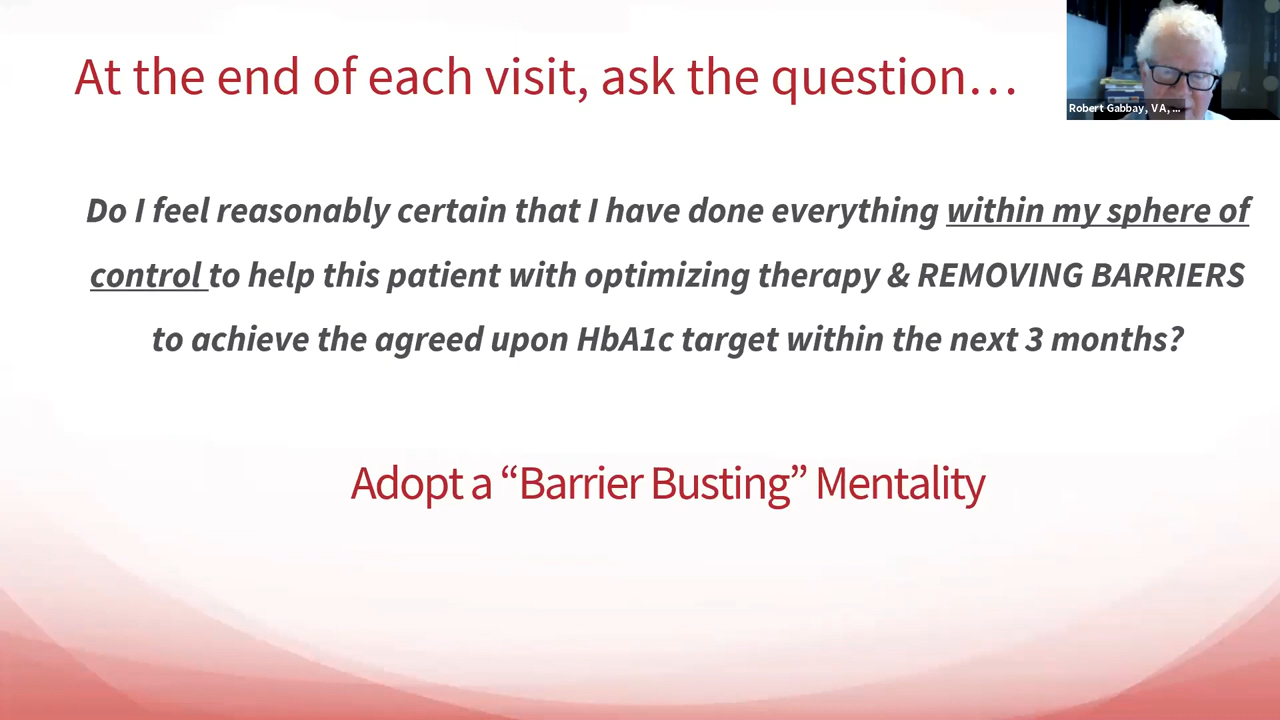 At the end of each visit, ask the question…
Robert Gabbay, VA, ...
Do I feel reasonably certain that I have done everything within my sphere of
control to help this patient with optimizing therapy & REMOVING BARRIERS
to achieve the agreed upon HbA1c target within the next 3 months?
Adopt a “Barrier Busting” Mentality